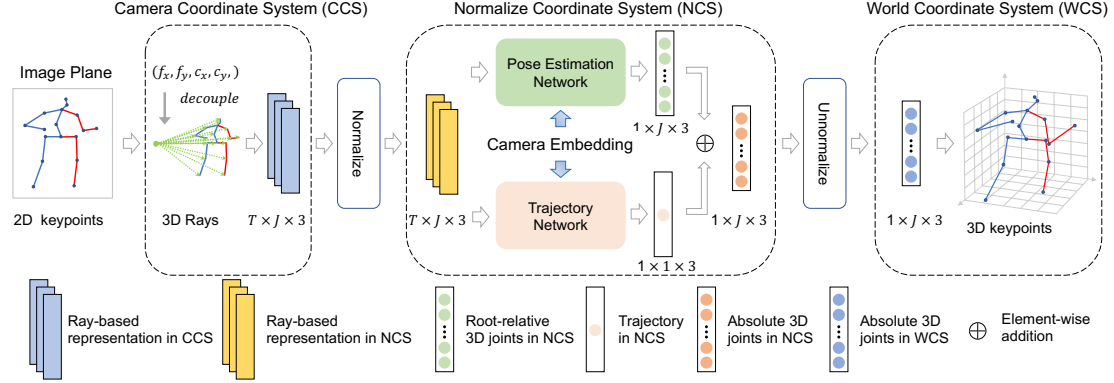 Camera Coordinate System (CCS)
Normalize Coordinate System (NCS)
World Coordinate System (WCS)
Image Plane
2D keypoints
(f_x, f_y, c_x, c_y,)
decouple
3D Rays
T × J × 3
Normalize
T × J × 3
Pose Estimation
Network
Camera Embedding
Trajectory
Network
1 × J × 3
1 × 1 × 3
1 × J × 3
Unnormalize
1 × J × 3
3D keypoints
Ray-based
representation in CCS
Ray-based
representation in NCS
Root-relative
3D joints in NCS
Trajectory
in NCS
Absolute 3D
joints in NCS
Absolute 3D
joints in WCS
Element-wise
addition